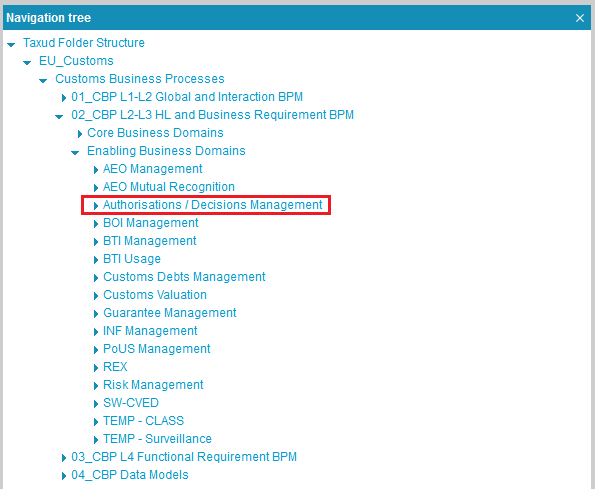 Navigation tree
Taxud Folder Structure
EU_Customs
Customs Business Processes
01_CBP L1-L2 Global and Interaction BPM
02_CBP L2-L3 HL and Business Requirement BPM
Core Business Domains
Enabling Business Domains
AEO Management
AEO Mutual Recognition
Authorisations / Decisions Management
BOI Management
BTI Management
BTI Usage
Customs Debts Management
Customs Valuation
Guarantee Management
INF Management
PoUS Management
REX
Risk Management
SW-CVED
TEMP - CLASS
TEMP - Surveillance
03_CBP L4 Functional Requirement BPM
04_CBP Data Models